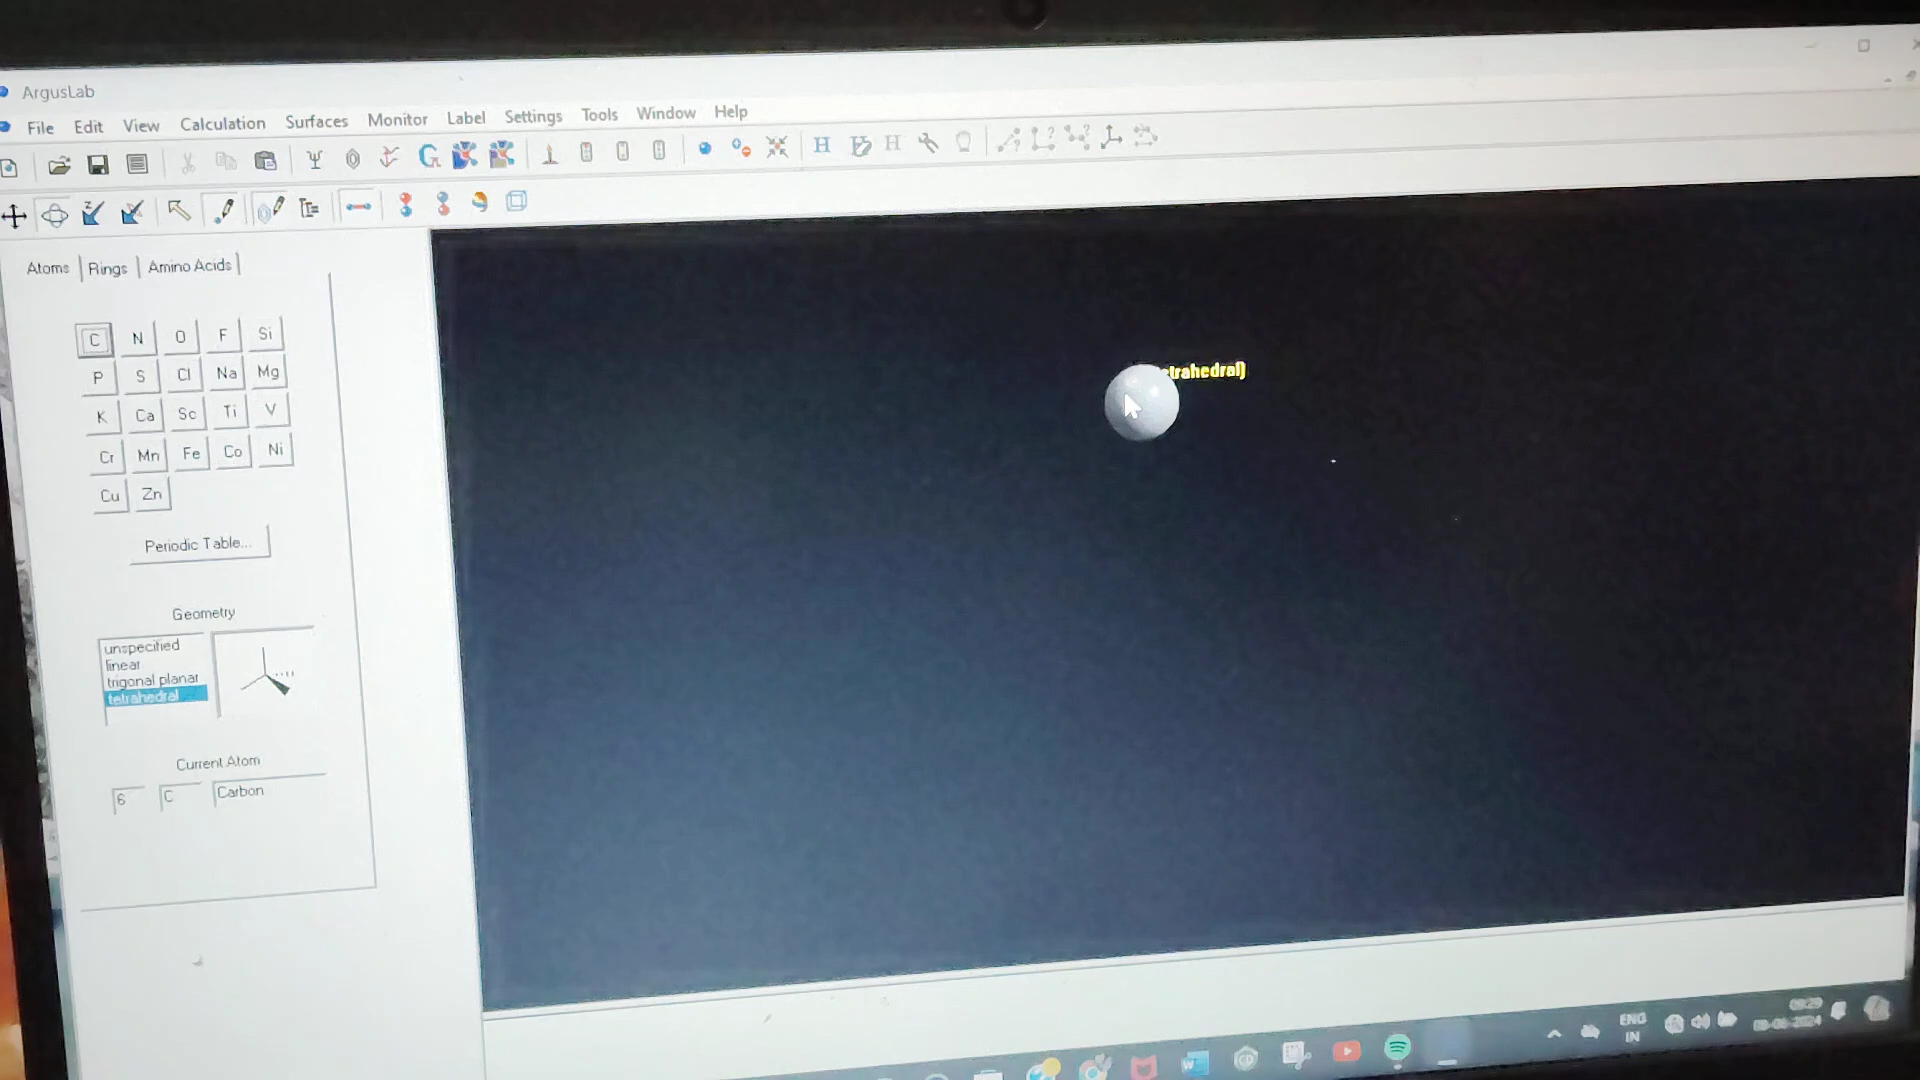 ArgusLab
File Edit View Calculation Surfaces Monitor Label Settings Tools Window Help
H H
Atoms Rings Amino Acids
C N O F Si
P S Cl Na Mg
K Ca Sc Ti V
Cr Mn Fe Co Ni
Cu Zn
Periodic Table...
Geometry
unspecified
linear
trigonal planar
tetrahedral
Current Atom
6 C Carbon
etrahedral)
ENG
IN